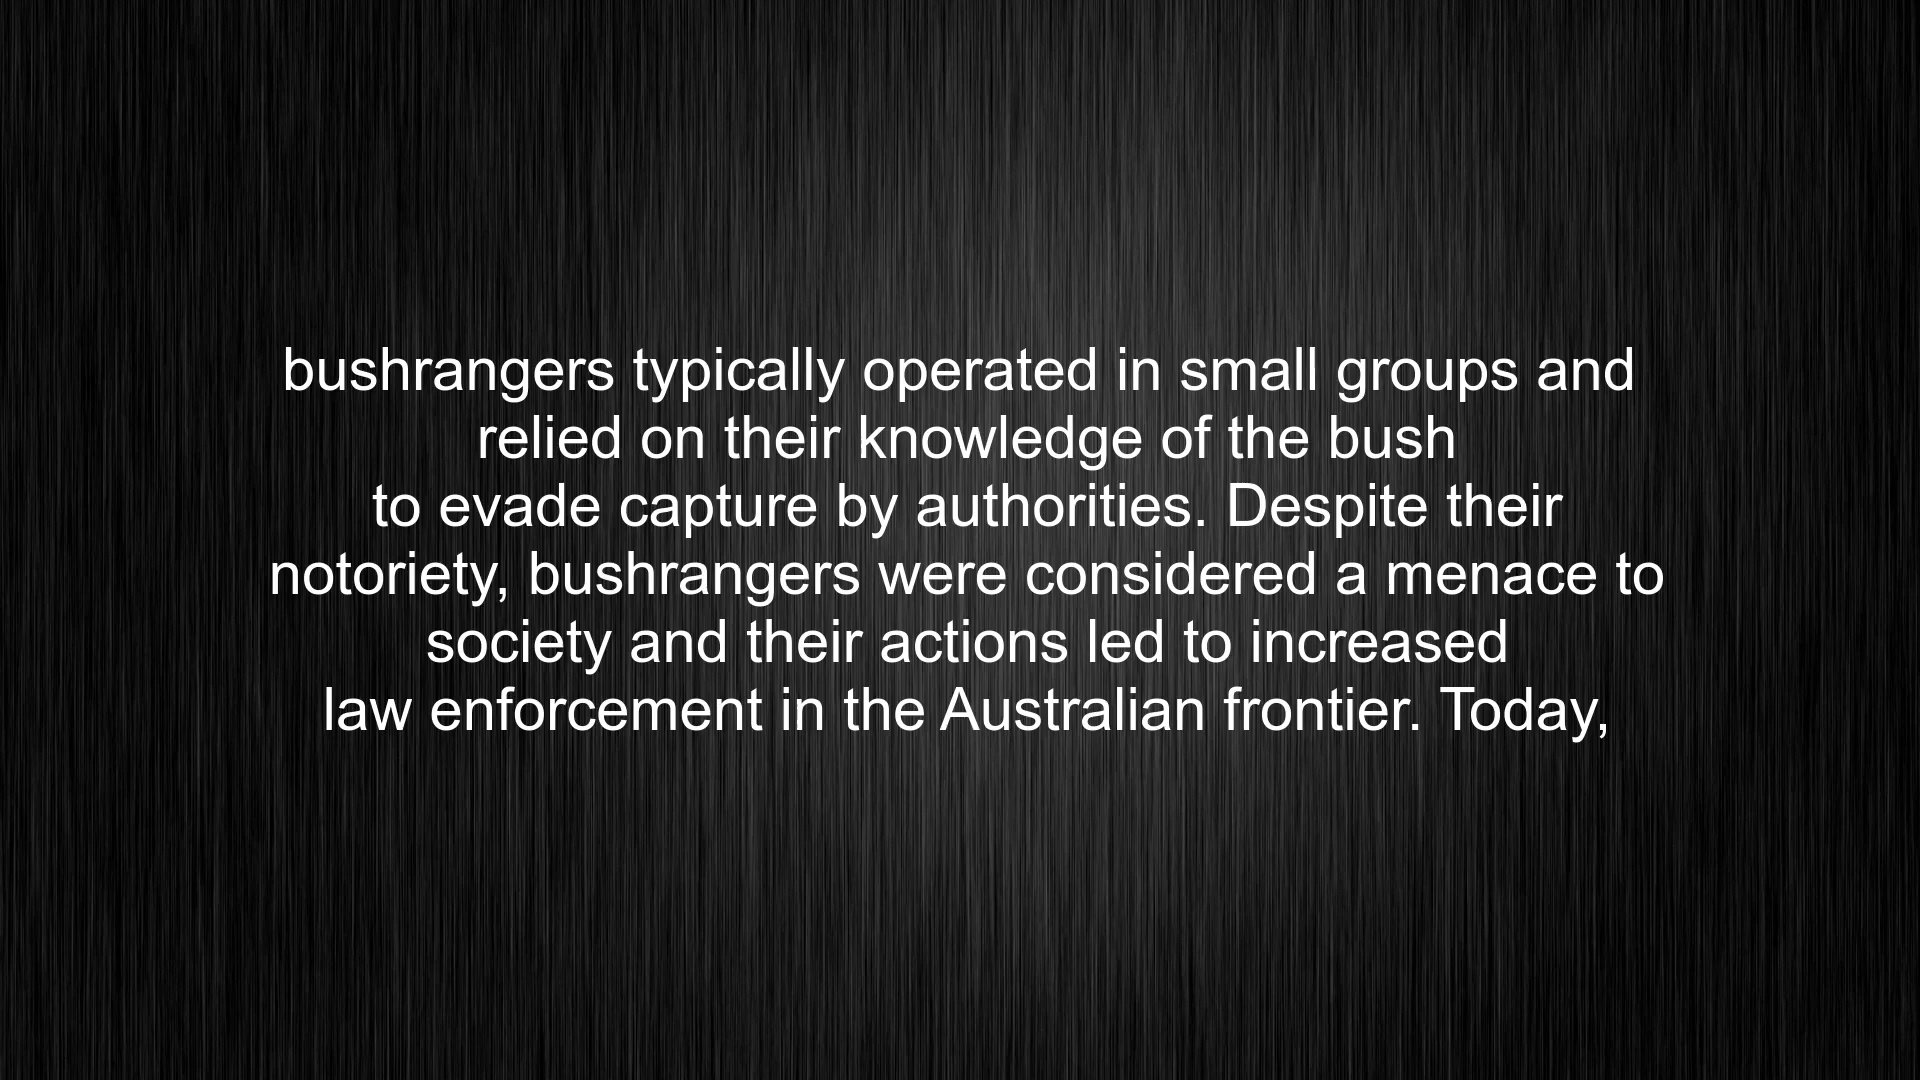 bushrangers typically operated in small groups and
relied on their knowledge of the bush
to evade capture by authorities. Despite their
notoriety, bushrangers were considered a menace to
society and their actions led to increased
law enforcement in the Australian frontier. Today,